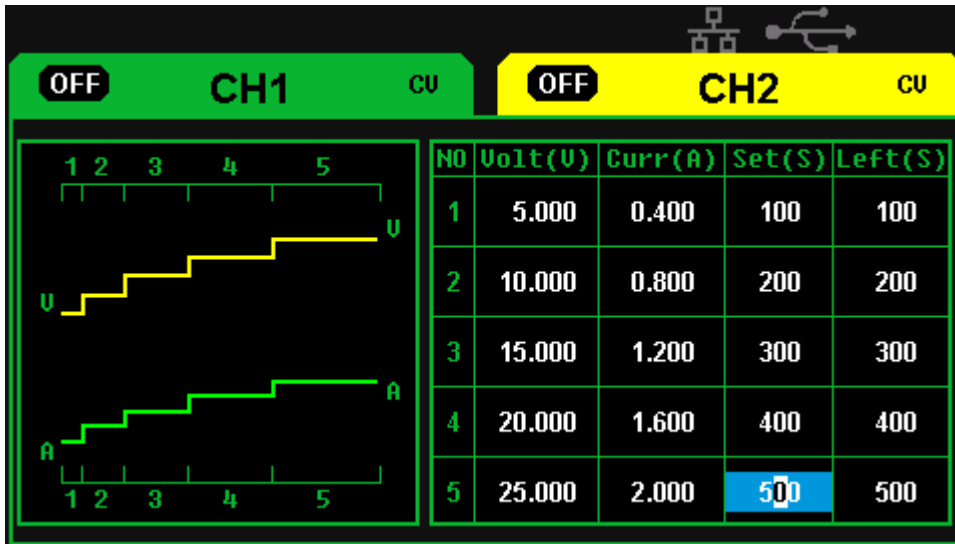 OFF CH1 CV OFF CH2 CV
1 2 3 4 5
V
V
A
A
1 2 3 4 5
NO Volt(V) Curr(A) Set(S) Left(S)
1 5.000 0.400 100 100
2 10.000 0.800 200 200
3 15.000 1.200 300 300
4 20.000 1.600 400 400
5 25.000 2.000 500 500